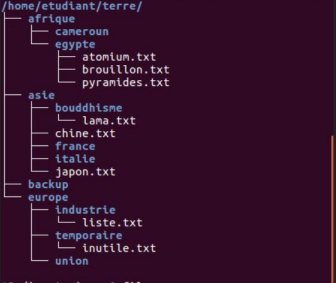 /home/etudiant/terre/
├── afrique
│   ├── cameroun
│   └── egypte
│       ├── atomium.txt
│       ├── brouillon.txt
│       └── pyramides.txt
├── asie
│   ├── bouddhisme
│   │   └── lama.txt
│   ├── chine.txt
│   ├── france
│   ├── italie
│   └── japon.txt
├── backup
└── europe
    ├── industrie
    │   └── liste.txt
    ├── temporaire
    │   └── inutile.txt
    └── union